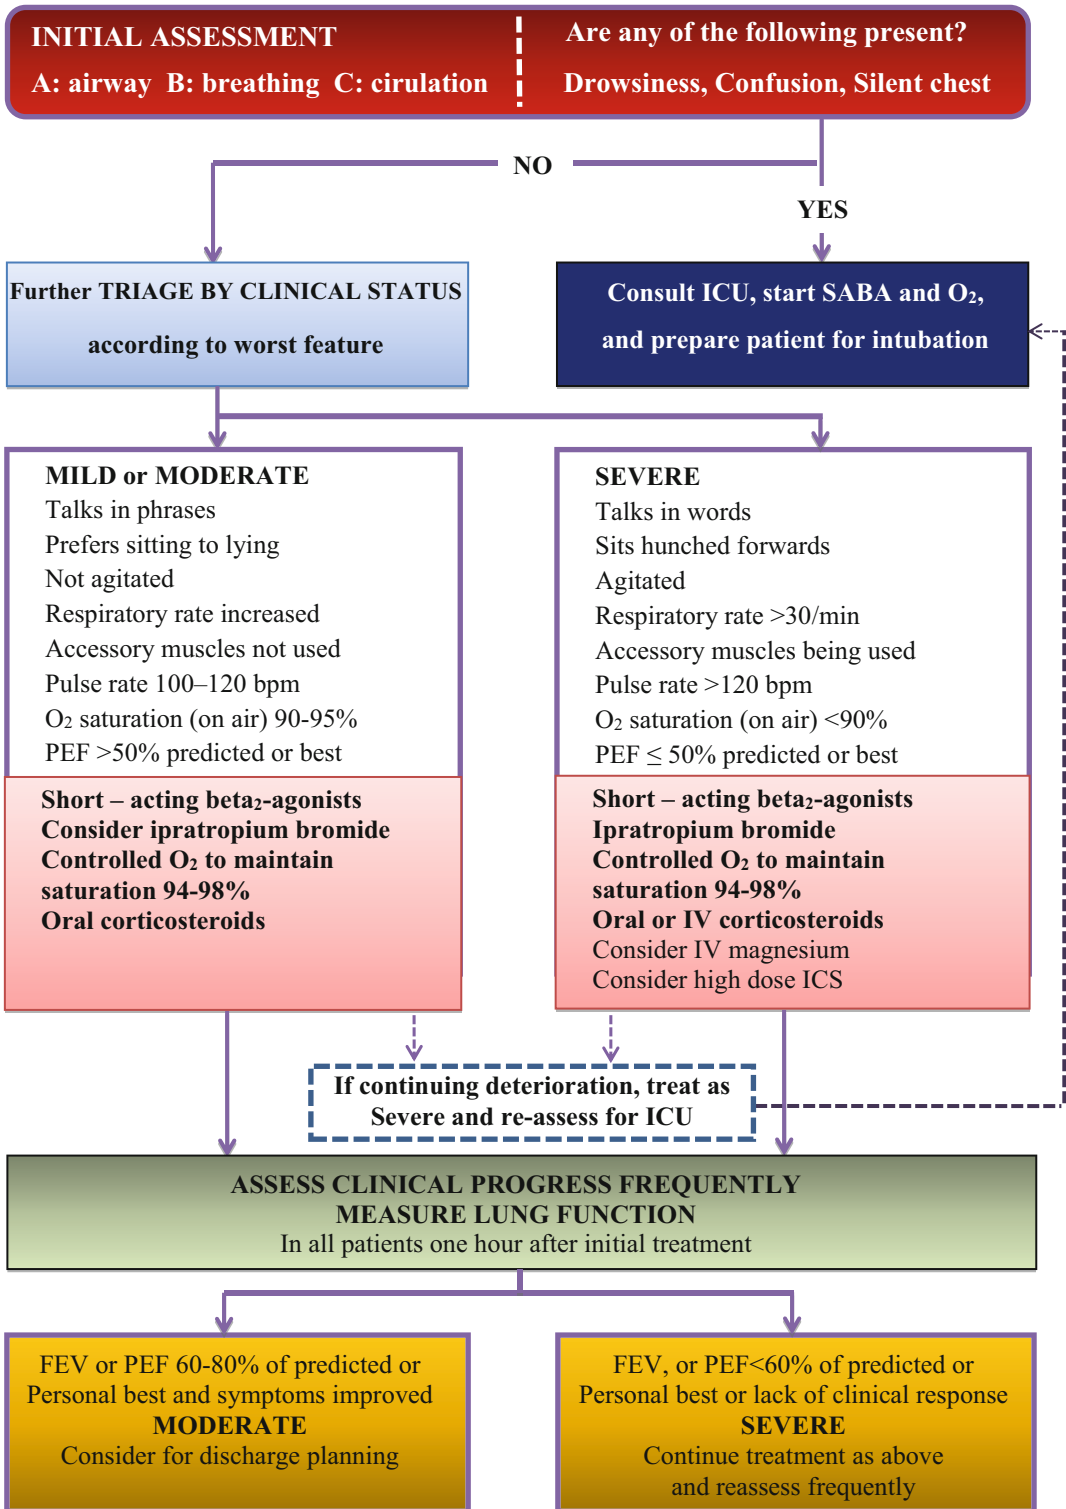 INITIAL ASSESSMENT
A: airway B: breathing C: cirulation
Are any of the following present?
Drowsiness, Confusion, Silent chest
NO
YES
Further TRIAGE BY CLINICAL STATUS
according to worst feature
Consult ICU, start SABA and O₂,
and prepare patient for intubation
MILD or MODERATE
Talks in phrases
Prefers sitting to lying
Not agitated
Respiratory rate increased
Accessory muscles not used
Pulse rate 100–120 bpm
O₂ saturation (on air) 90-95%
PEF >50% predicted or best
Short – acting beta₂-agonists
Consider ipratropium bromide
Controlled O₂ to maintain
saturation 94-98%
Oral corticosteroids
SEVERE
Talks in words
Sits hunched forwards
Agitated
Respiratory rate >30/min
Accessory muscles being used
Pulse rate >120 bpm
O₂ saturation (on air) <90%
PEF ≤ 50% predicted or best
Short – acting beta₂-agonists
Ipratropium bromide
Controlled O₂ to maintain
saturation 94-98%
Oral or IV corticosteroids
Consider IV magnesium
Consider high dose ICS
If continuing deterioration, treat as
Severe and re-assess for ICU
ASSESS CLINICAL PROGRESS FREQUENTLY
MEASURE LUNG FUNCTION
In all patients one hour after initial treatment
FEV or PEF 60-80% of predicted or
Personal best and symptoms improved
MODERATE
Consider for discharge planning
FEV, or PEF<60% of predicted or
Personal best or lack of clinical response
SEVERE
Continue treatment as above
and reassess frequently